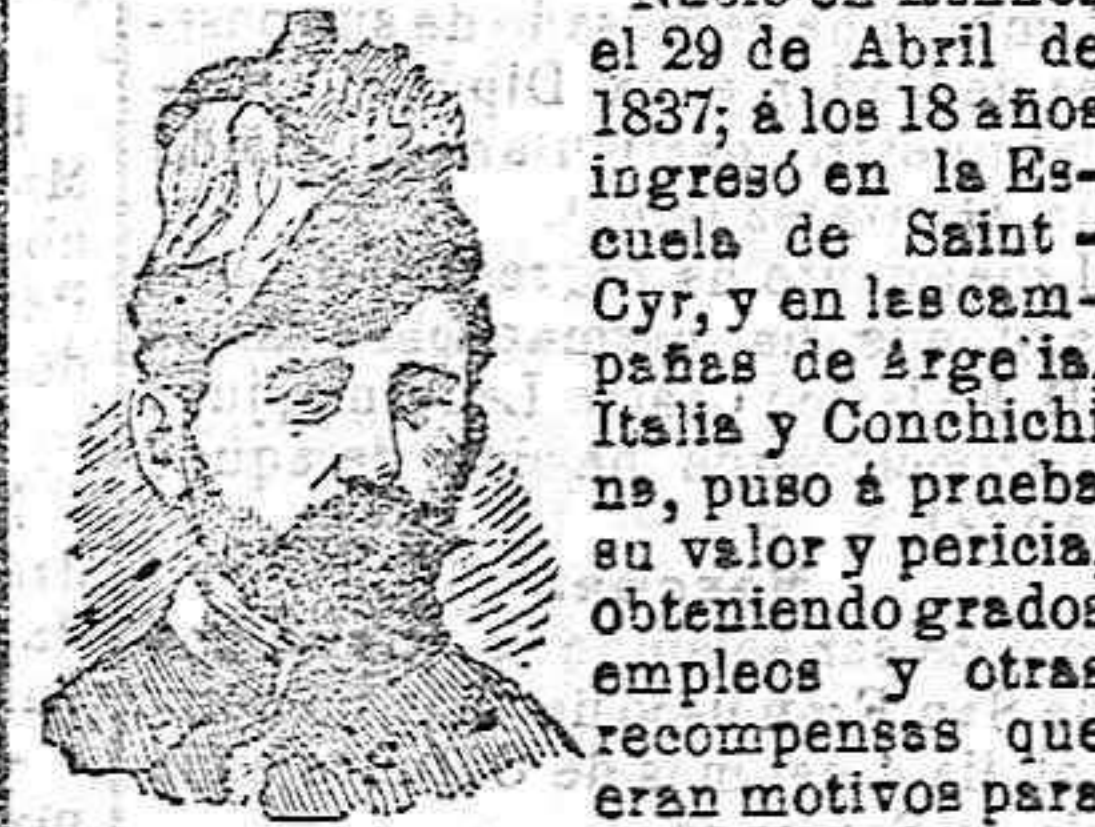 el 29 de Abril de
1837; á los 18 años
ingresó en la Es-
cuela de Saint -
Cyr, y en las cam-
pañas de Arge ia,
Italia y Conchichi
na, puso á prueba
su valor y pericia,
obteniendo grados
empleos y otras
recompensas que
eran motivos para